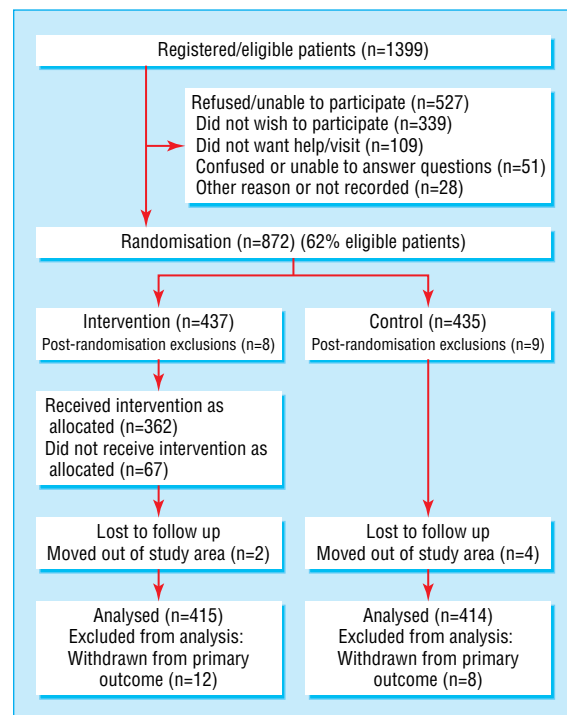 Registered/eligible patients (n=1399)
Refused/unable to participate (n=527)
Did not wish to participate (n=339)
Did not want help/visit (n=109)
Confused or unable to answer questions (n=51)
Other reason or not recorded (n=28)
Randomisation (n=872) (62% eligible patients)
Intervention (n=437)
Post-randomisation exclusions (n=8)
Control (n=435)
Post-randomisation exclusions (n=9)
Received intervention as
allocated (n=362)
Did not receive intervention as
allocated (n=67)
Lost to follow up
Moved out of study area (n=2)
Lost to follow up
Moved out of study area (n=4)
Analysed (n=415)
Excluded from analysis:
Withdrawn from primary
outcome (n=12)
Analysed (n=414)
Excluded from analysis:
Withdrawn from primary
outcome (n=8)